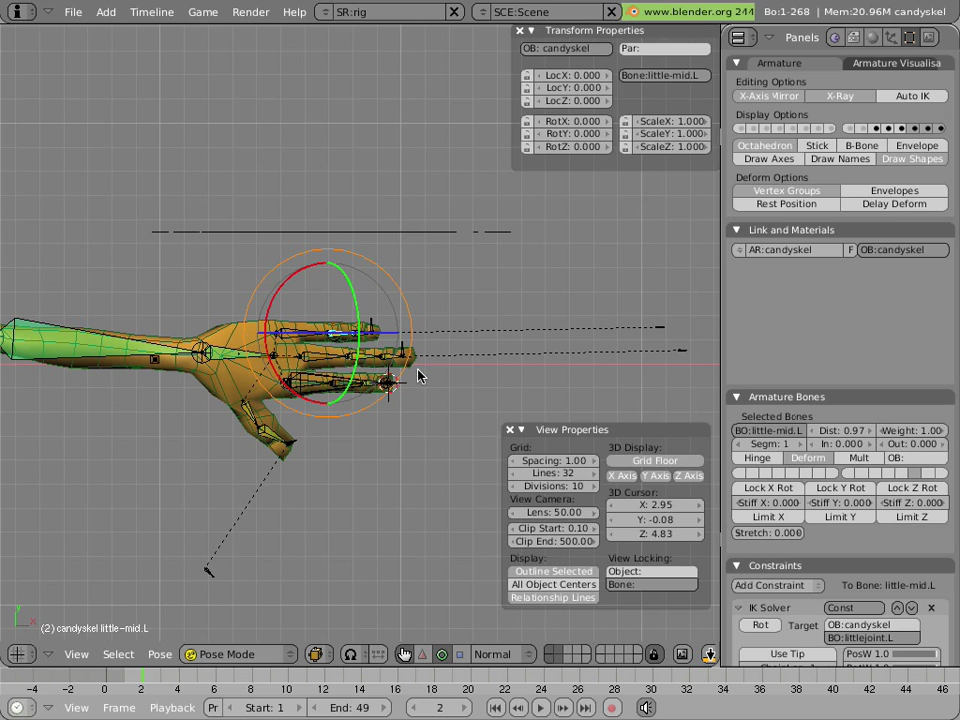 File Add Timeline Game Render Help SR:rig SCE:Scene www.blender.org 244 Bo:1-268 | Mem:20.96M candyskel
Transform Properties
OB: candyskel Par:
LocX: 0.000 Bone:little-mid.L
LocY: 0.000
LocZ: 0.000
RotX: 0.000 ScaleX: 1.000
RotY: 0.000 ScaleY: 1.000
RotZ: 0.000 ScaleZ: 1.000
Panels
Armature Armature Visualisa
Editing Options
X-Axis Mirror X-Ray Auto IK
Display Options
Octahedron Stick B-Bone Envelope
Draw Axes Draw Names Draw Shapes
Deform Options
Vertex Groups Envelopes
Rest Position Delay Deform
Link and Materials
AR:candyskel F OB:candyskel
Armature Bones
Selected Bones
BO:little-mid.L Dist: 0.97 Weight: 1.00
Segm: 1 In: 0.000 Out: 0.000
Hinge Deform Mult OB:
Lock X Rot Lock Y Rot Lock Z Rot
Stiff X: 0.000 Stiff Y: 0.000 Stiff Z: 0.000
Limit X Limit Y Limit Z
Stretch: 0.000
Constraints
Add Constraint To Bone: little-mid.L
IK Solver Const
Rot Target OB:candyskel
BO:littlejoint.L
Use Tip PosW 1.0
View Properties
Grid: 3D Display:
Spacing: 1.00 Grid Floor
Lines: 32 X Axis Y Axis Z Axis
Divisions: 10
View Camera: 3D Cursor:
Lens: 50.00 X: 2.95
Clip Start: 0.10 Y: -0.08
Clip End: 500.00 Z: 4.83
Display: View Locking:
Outline Selected Object:
All Object Centers Bone:
Relationship Lines
y
x
(2) candyskel little-mid.L
View Select Pose Pose Mode Normal
-4 -2 0 2 4 6 8 10 12 14 16 18 20 22 24 26 28 30 32 34 36 38 40 42 44 46
View Frame Playback Pr Start: 1 End: 49 2